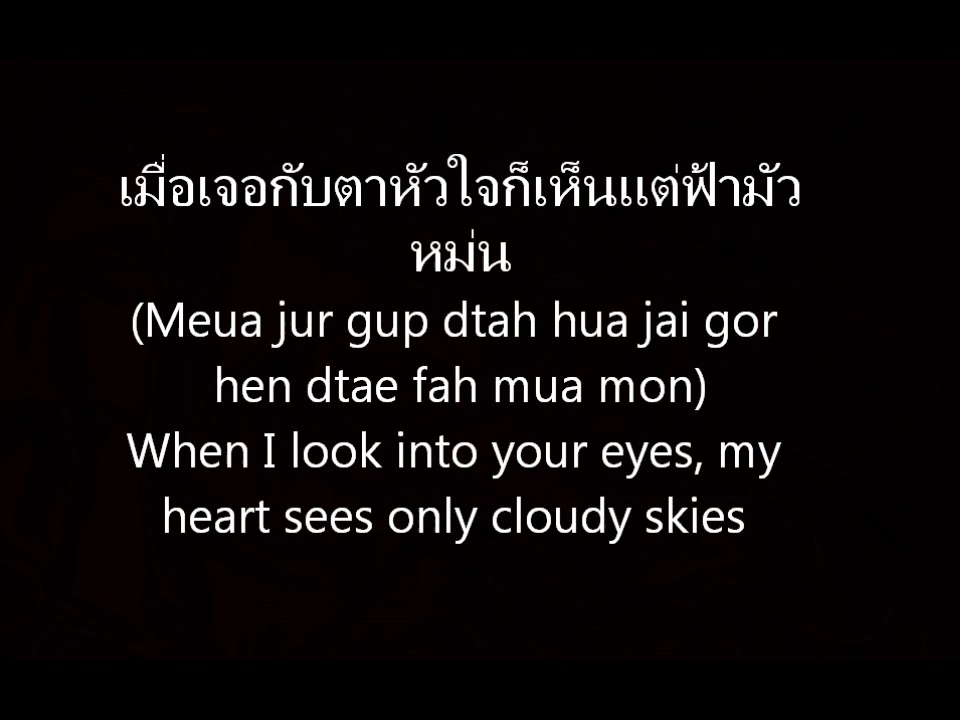 เมื่อเจอกับตาหัวใจก็เห็นแต่ฟ้ามัว
หม่น
(Meua jur gup dtah hua jai gor
hen dtae fah mua mon)
When I look into your eyes, my
heart sees only cloudy skies